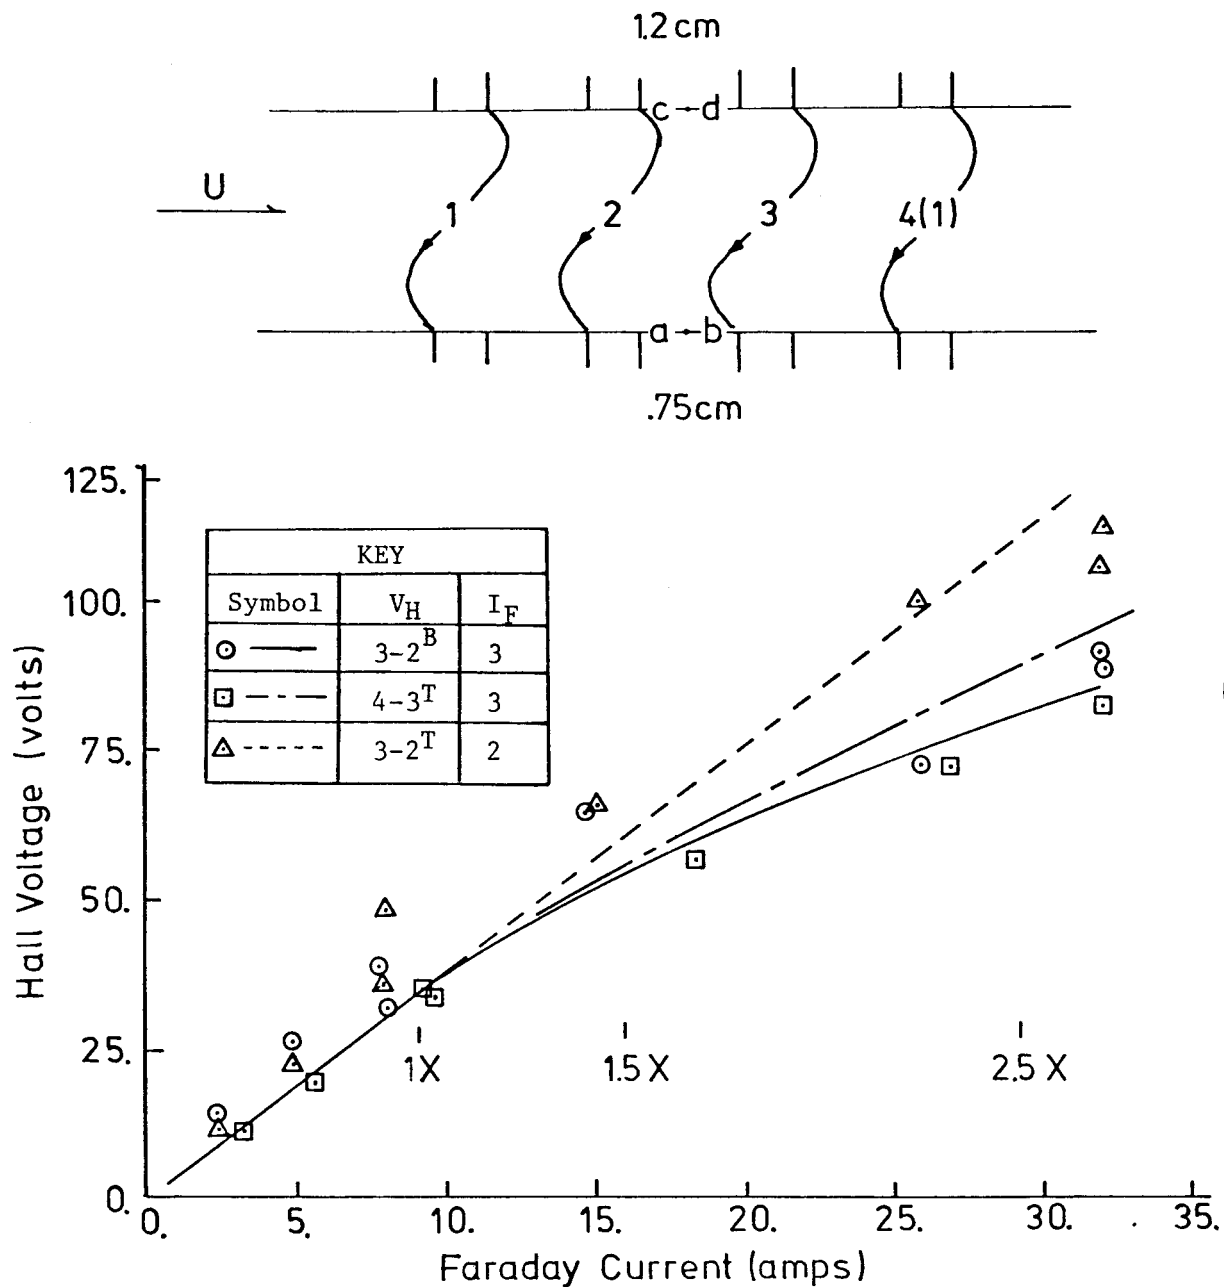 1.2 cm
c d
U
1 2 3 4(1)
a b
.75cm
Hall Voltage (volts)
125.
100.
75.
50.
25.
0.
KEY
Symbol V_H I_F
3-2^B 3
4-3^T 3
3-2^T 2
1X 1.5X 2.5X
0. 5. 10. 15. 20. 25. 30. 35.
Faraday Current (amps)